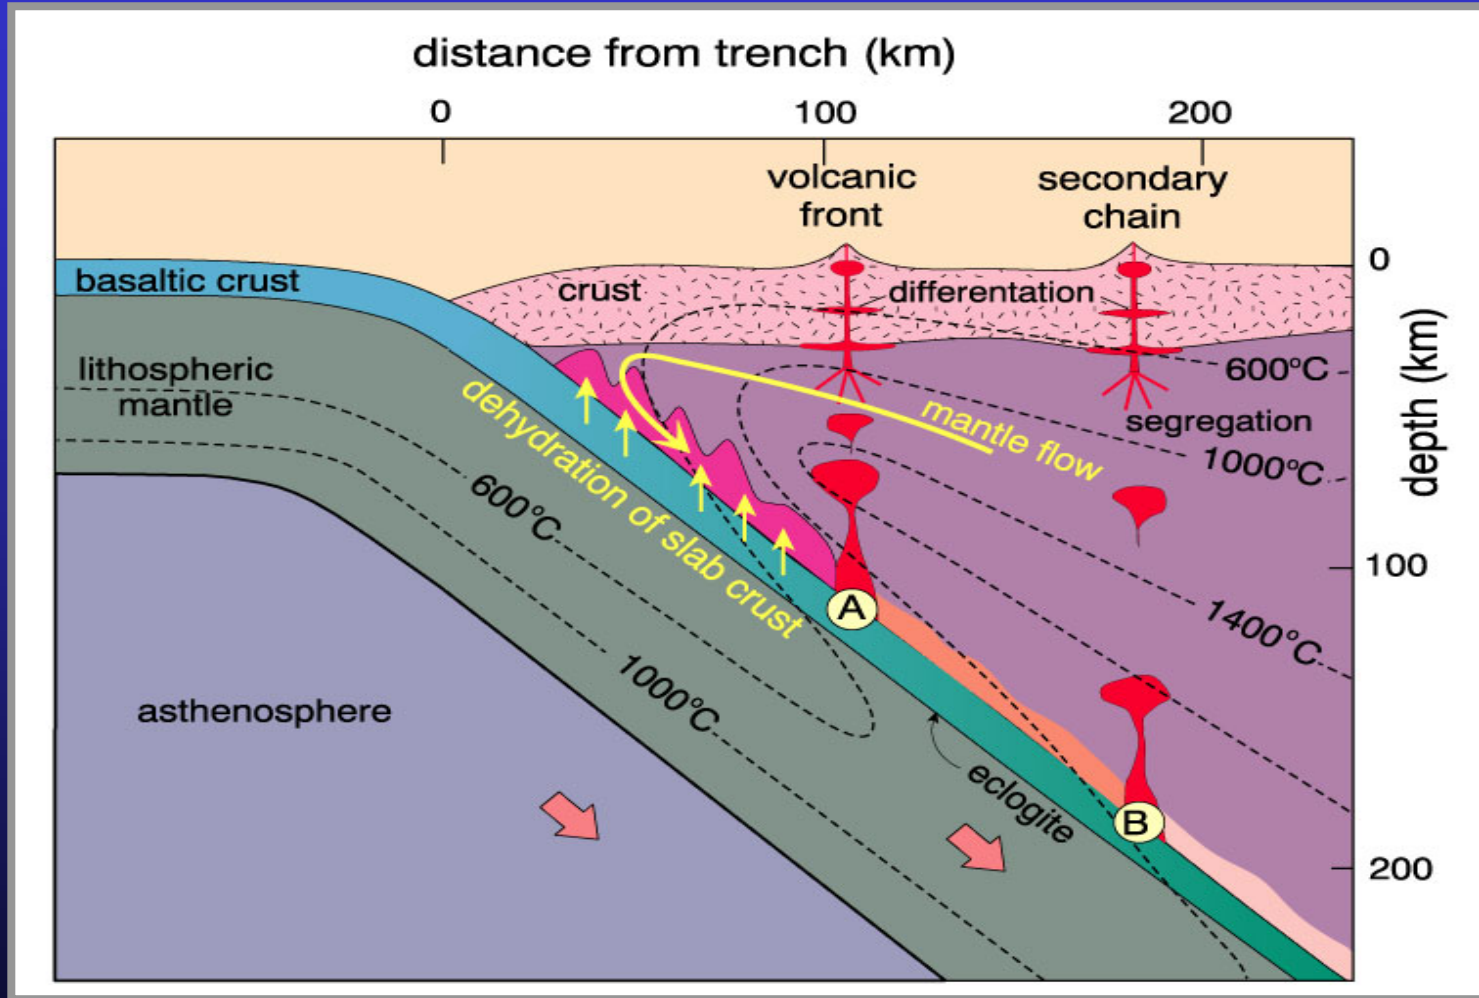 distance from trench (km)
0
100
200
volcanic
front
secondary
chain
0
basaltic crust
crust
differentation
lithospheric
mantle
600°C
mantle flow
segregation
1000°C
depth (km)
dehydration of slab crust
600°C
100
A
1400°C
1000°C
asthenosphere
eclogite
B
200